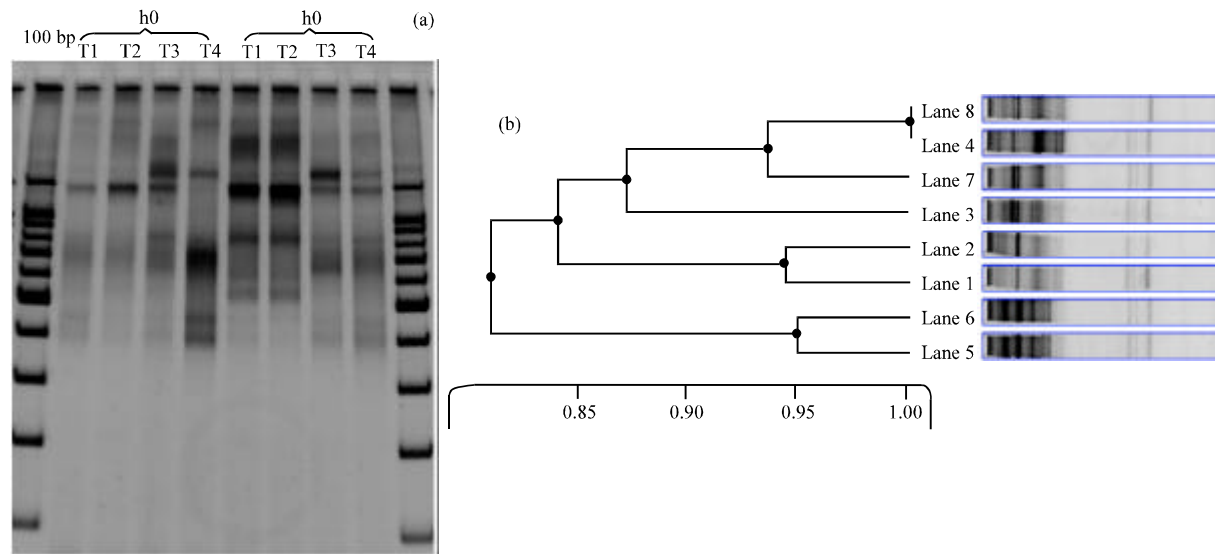 h0 h0 (a)
100 bp T1 T2 T3 T4 T1 T2 T3 T4
(b)
Lane 8
Lane 4
Lane 7
Lane 3
Lane 2
Lane 1
Lane 6
Lane 5
0.85 0.90 0.95 1.00